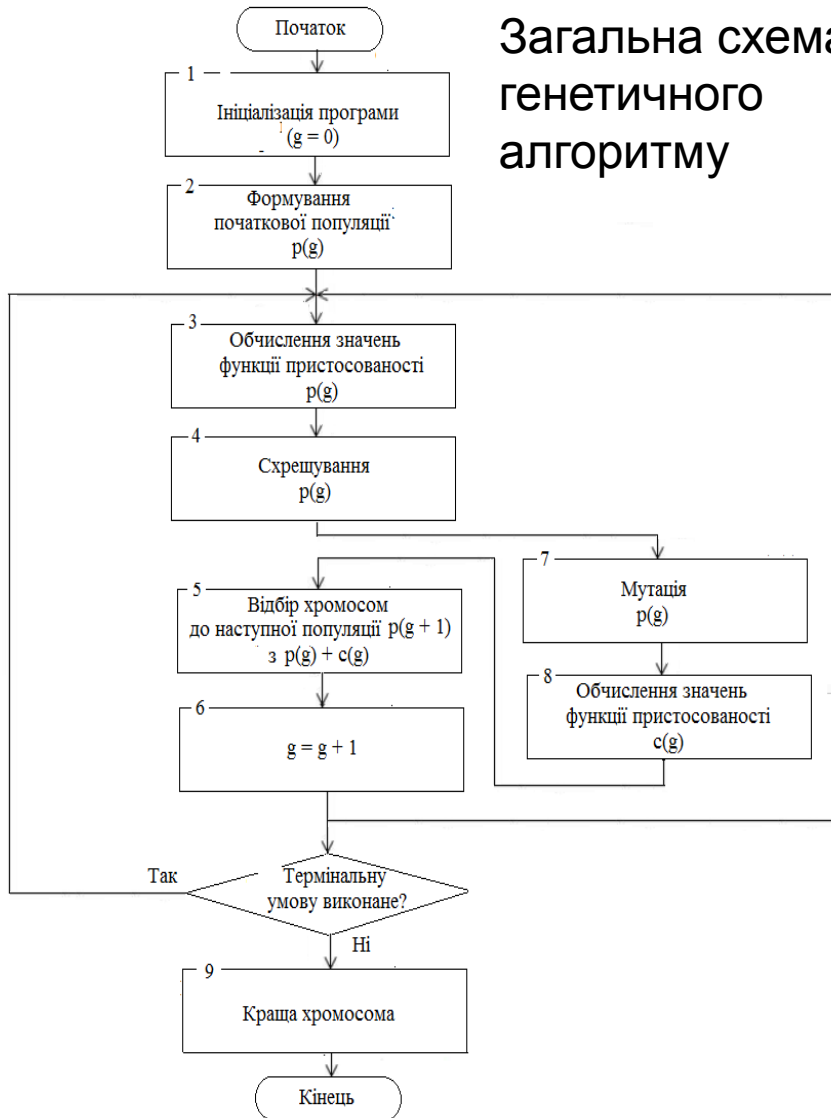 Початок
Загальна схема
генетичного
алгоритму
1
Ініціалізація програми
(g = 0)
2
Формування
початкової популяції
p(g)
3
Обчислення значень
функції пристосованості
p(g)
4
Схрещування
p(g)
7
Мутація
p(g)
5
Відбір хромосом
до наступної популяції p(g + 1)
з p(g) + c(g)
8
Обчислення значень
функції пристосованості
c(g)
6
g = g + 1
Так
Термінальну
умову виконане?
Ні
9
Краща хромосома
Кінець